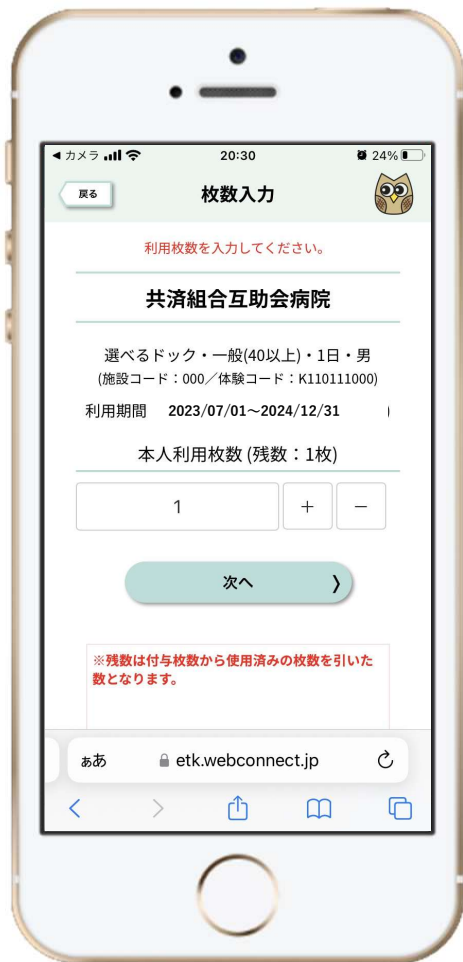 ◀カメラ
20:30
24%
戻る
枚数入力
利用枚数を入力してください。
共済組合互助会病院
選べるドック・一般(40以上)・1日・男
(施設コード：000／体験コード：K110111000)
利用期間 2023/07/01～2024/12/31 )
本人利用枚数 (残数：1枚)
1 + −
次へ 〉
※残数は付与枚数から使用済みの枚数を引いた
数となります。
ぁあ etk.webconnect.jp